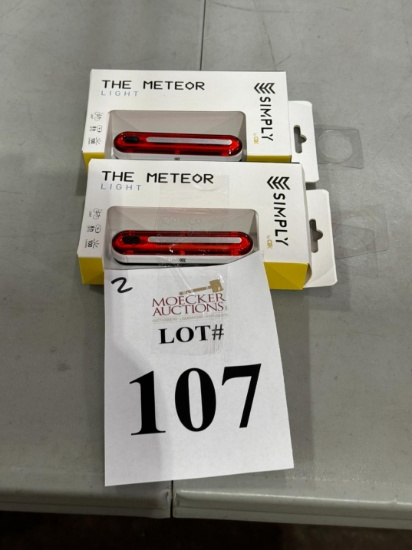 THE METEOR
LIGHT
SIMPLY
THE METEOR
LIGHT
SIMPLY
2
MOECKER
AUCTIONS
LOT#
107